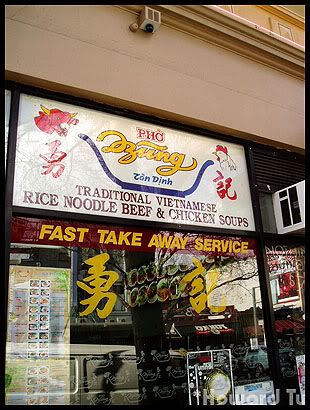 PHỞ
Dzũng
Tân Định
勇 記
TRADITIONAL VIETNAMESE
RICE NOODLE BEEF & CHICKEN SOUPS
FAST TAKE AWAY SERVICE
勇 記
*Howard Tu